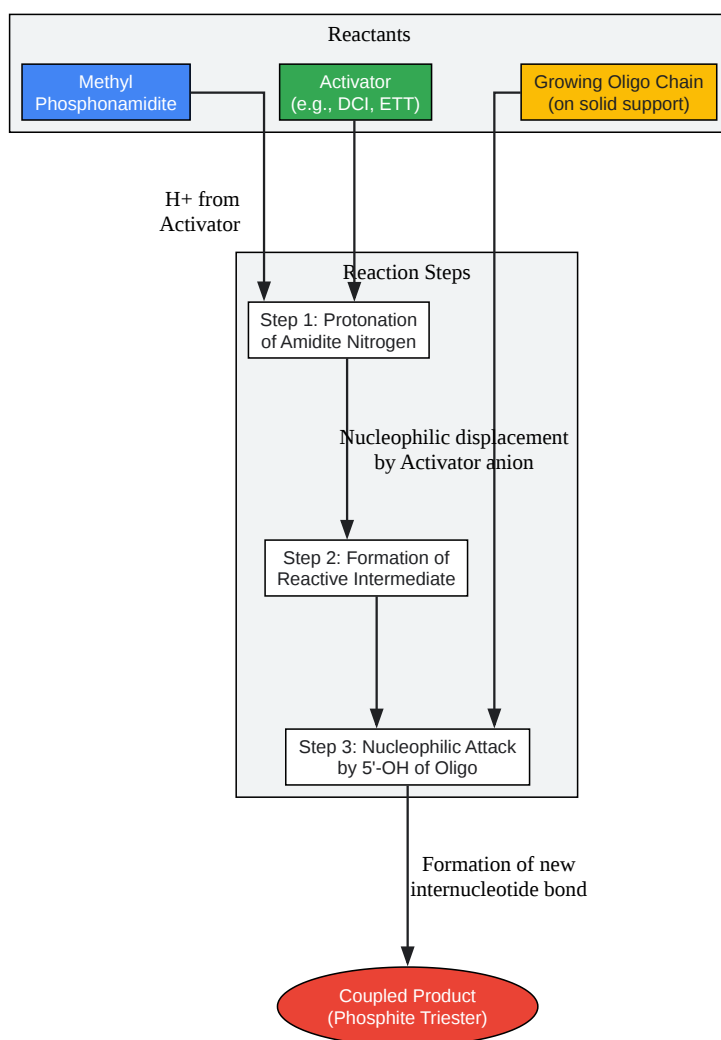 Reactants
Methyl
Phosphonamidite
Activator
(e.g., DCI, ETT)
Growing Oligo Chain
(on solid support)
H+ from
Activator
Reaction Steps
Step 1: Protonation
of Amidite Nitrogen
Nucleophilic displacement
by Activator anion
Step 2: Formation of
Reactive Intermediate
Step 3: Nucleophilic Attack
by 5'-OH of Oligo
Formation of new
internucleotide bond
Coupled Product
(Phosphite Triester)